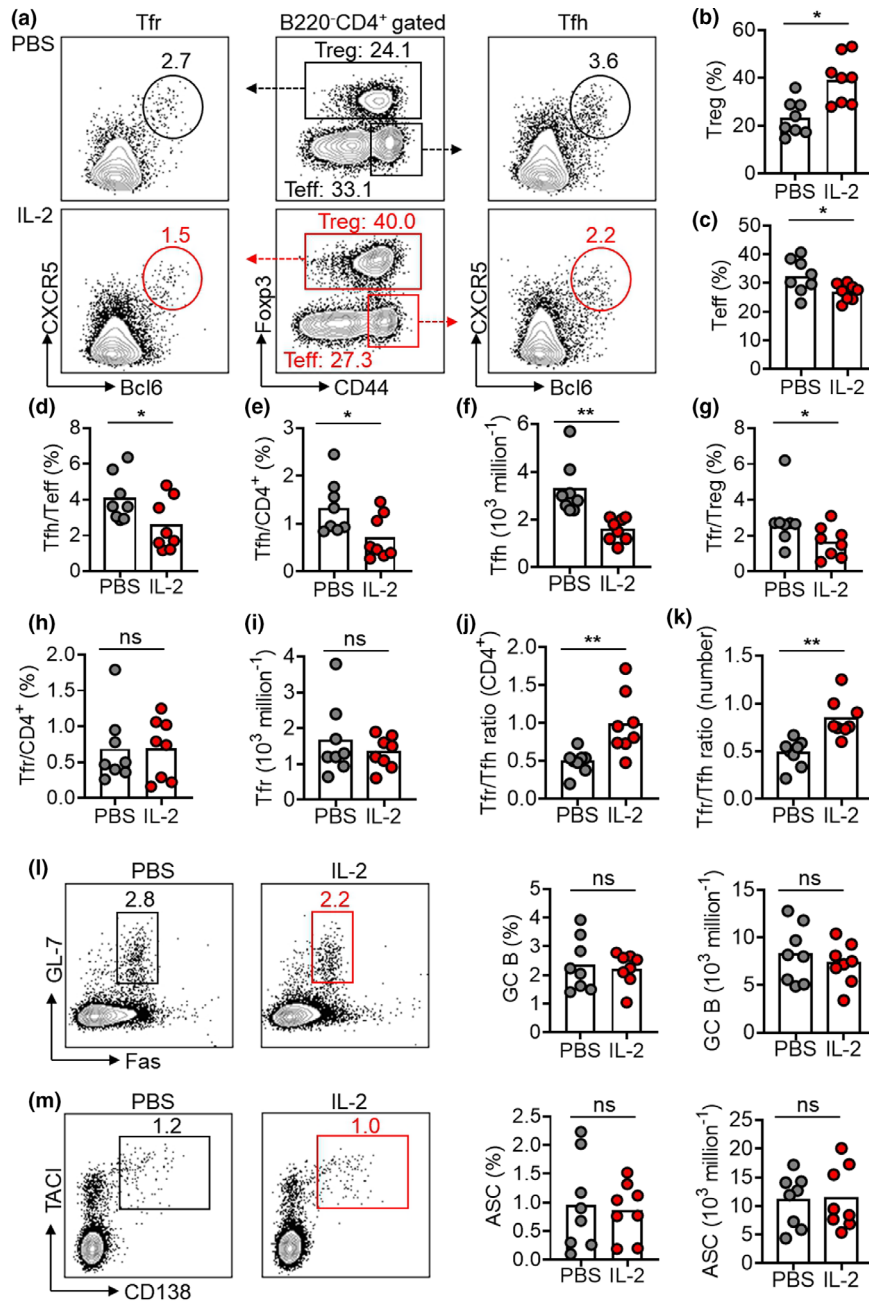 (a)
Tfr
B220⁻CD4⁺ gated
Tfh
PBS
2.7
Treg: 24.1
Teff: 33.1
3.6
IL-2
1.5
Treg: 40.0
Teff: 27.3
2.2
CXCR5
Bcl6
Foxp3
CD44
CXCR5
Bcl6
(b)
*
Treg (%)
60
40
20
0
PBS IL-2
(c)
*
Teff (%)
50
40
30
20
10
0
PBS IL-2
(d)
*
Tfh/Teff (%)
8
6
4
2
0
PBS IL-2
(e)
*
Tfh/CD4⁺ (%)
3
2
1
0
PBS IL-2
(f)
**
Tfh (10³ million⁻¹)
6
4
2
0
PBS IL-2
(g)
*
Tfr/Treg (%)
8
6
4
2
0
PBS IL-2
(h)
ns
Tfr/CD4⁺ (%)
2.0
1.5
1.0
0.5
0.0
PBS IL-2
(i)
ns
Tfr (10³ million⁻¹)
4
3
2
1
0
PBS IL-2
(j)
**
Tfr/Tfh ratio (CD4⁺)
2.0
1.5
1.0
0.5
0.0
PBS IL-2
(k)
**
Tfr/Tfh ratio (number)
1.5
1.0
0.5
0.0
PBS IL-2
(l)
PBS
2.8
IL-2
2.2
GL-7
Fas
ns
GC B (%)
5
4
3
2
1
0
PBS IL-2
ns
GC B (10³ million⁻¹)
15
10
5
0
PBS IL-2
(m)
PBS
1.2
IL-2
1.0
TACI
CD138
ns
ASC (%)
2.5
2.0
1.5
1.0
0.5
0.0
PBS IL-2
ns
ASC (10³ million⁻¹)
25
20
15
10
5
0
PBS IL-2